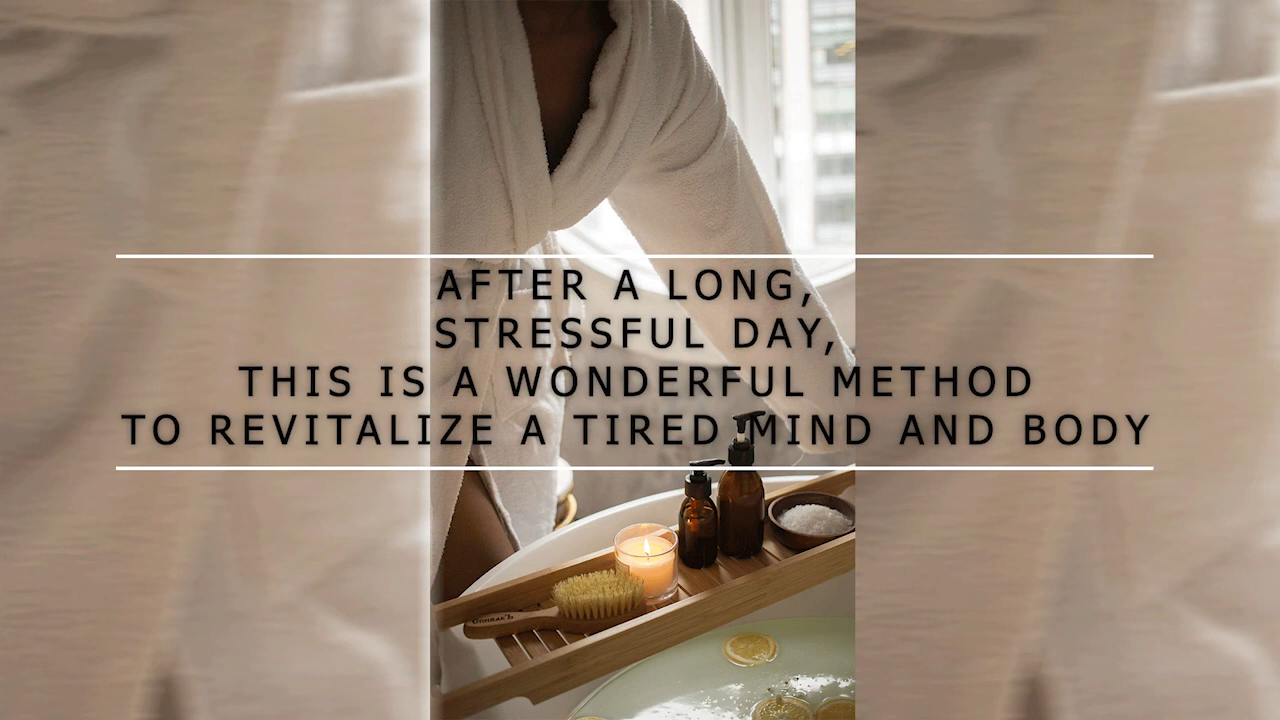 AFTER A LONG,
STRESSFUL DAY,
THIS IS A WONDERFUL METHOD
TO REVITALIZE A TIRED MIND AND BODY